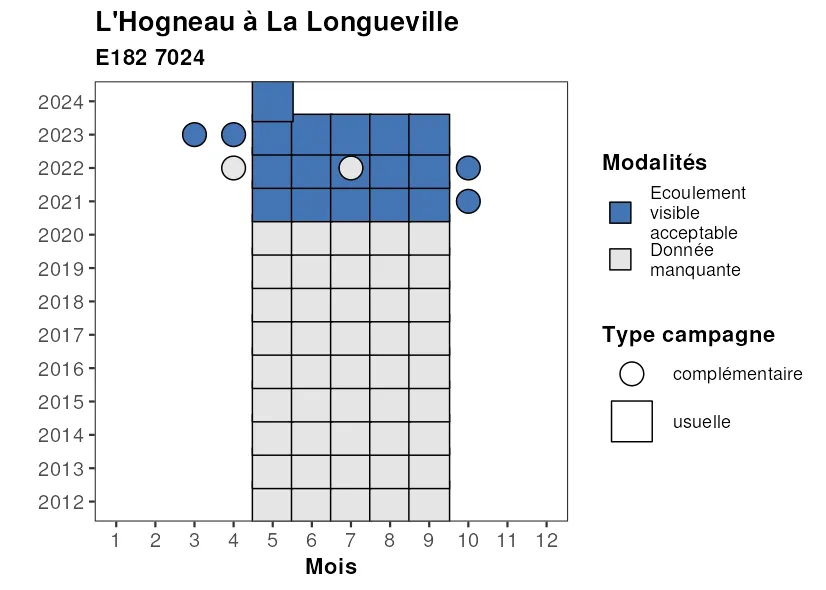 L'Hogneau à La Longueville
E182 7024
2024
2023
2022
2021
2020
2019
2018
2017
2016
2015
2014
2013
2012
1 2 3 4 5 6 7 8 9 10 11 12
Mois
Modalités
Ecoulement
visible
acceptable
Donnée
manquante
Type campagne
complémentaire
usuelle